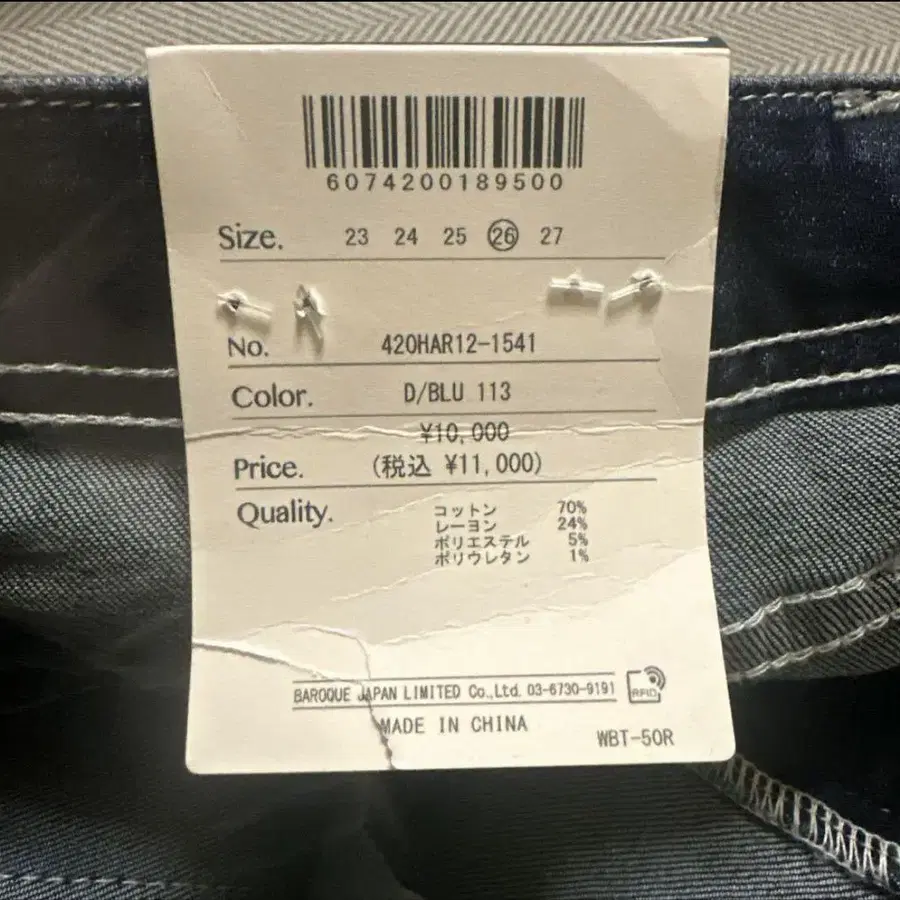 6074200189500
Size. 23 24 25 26 27
No. 420HAR12-1541
Color. D/BLU 113
¥10,000
Price. (税込 ¥11,000)
Quality. コットン 70%
レーヨン 24%
ポリエステル 5%
ポリウレタン 1%
BAROQUE JAPAN LIMITED Co.,Ltd. 03-6730-9191 RFID
MADE IN CHINA
WBT-50R